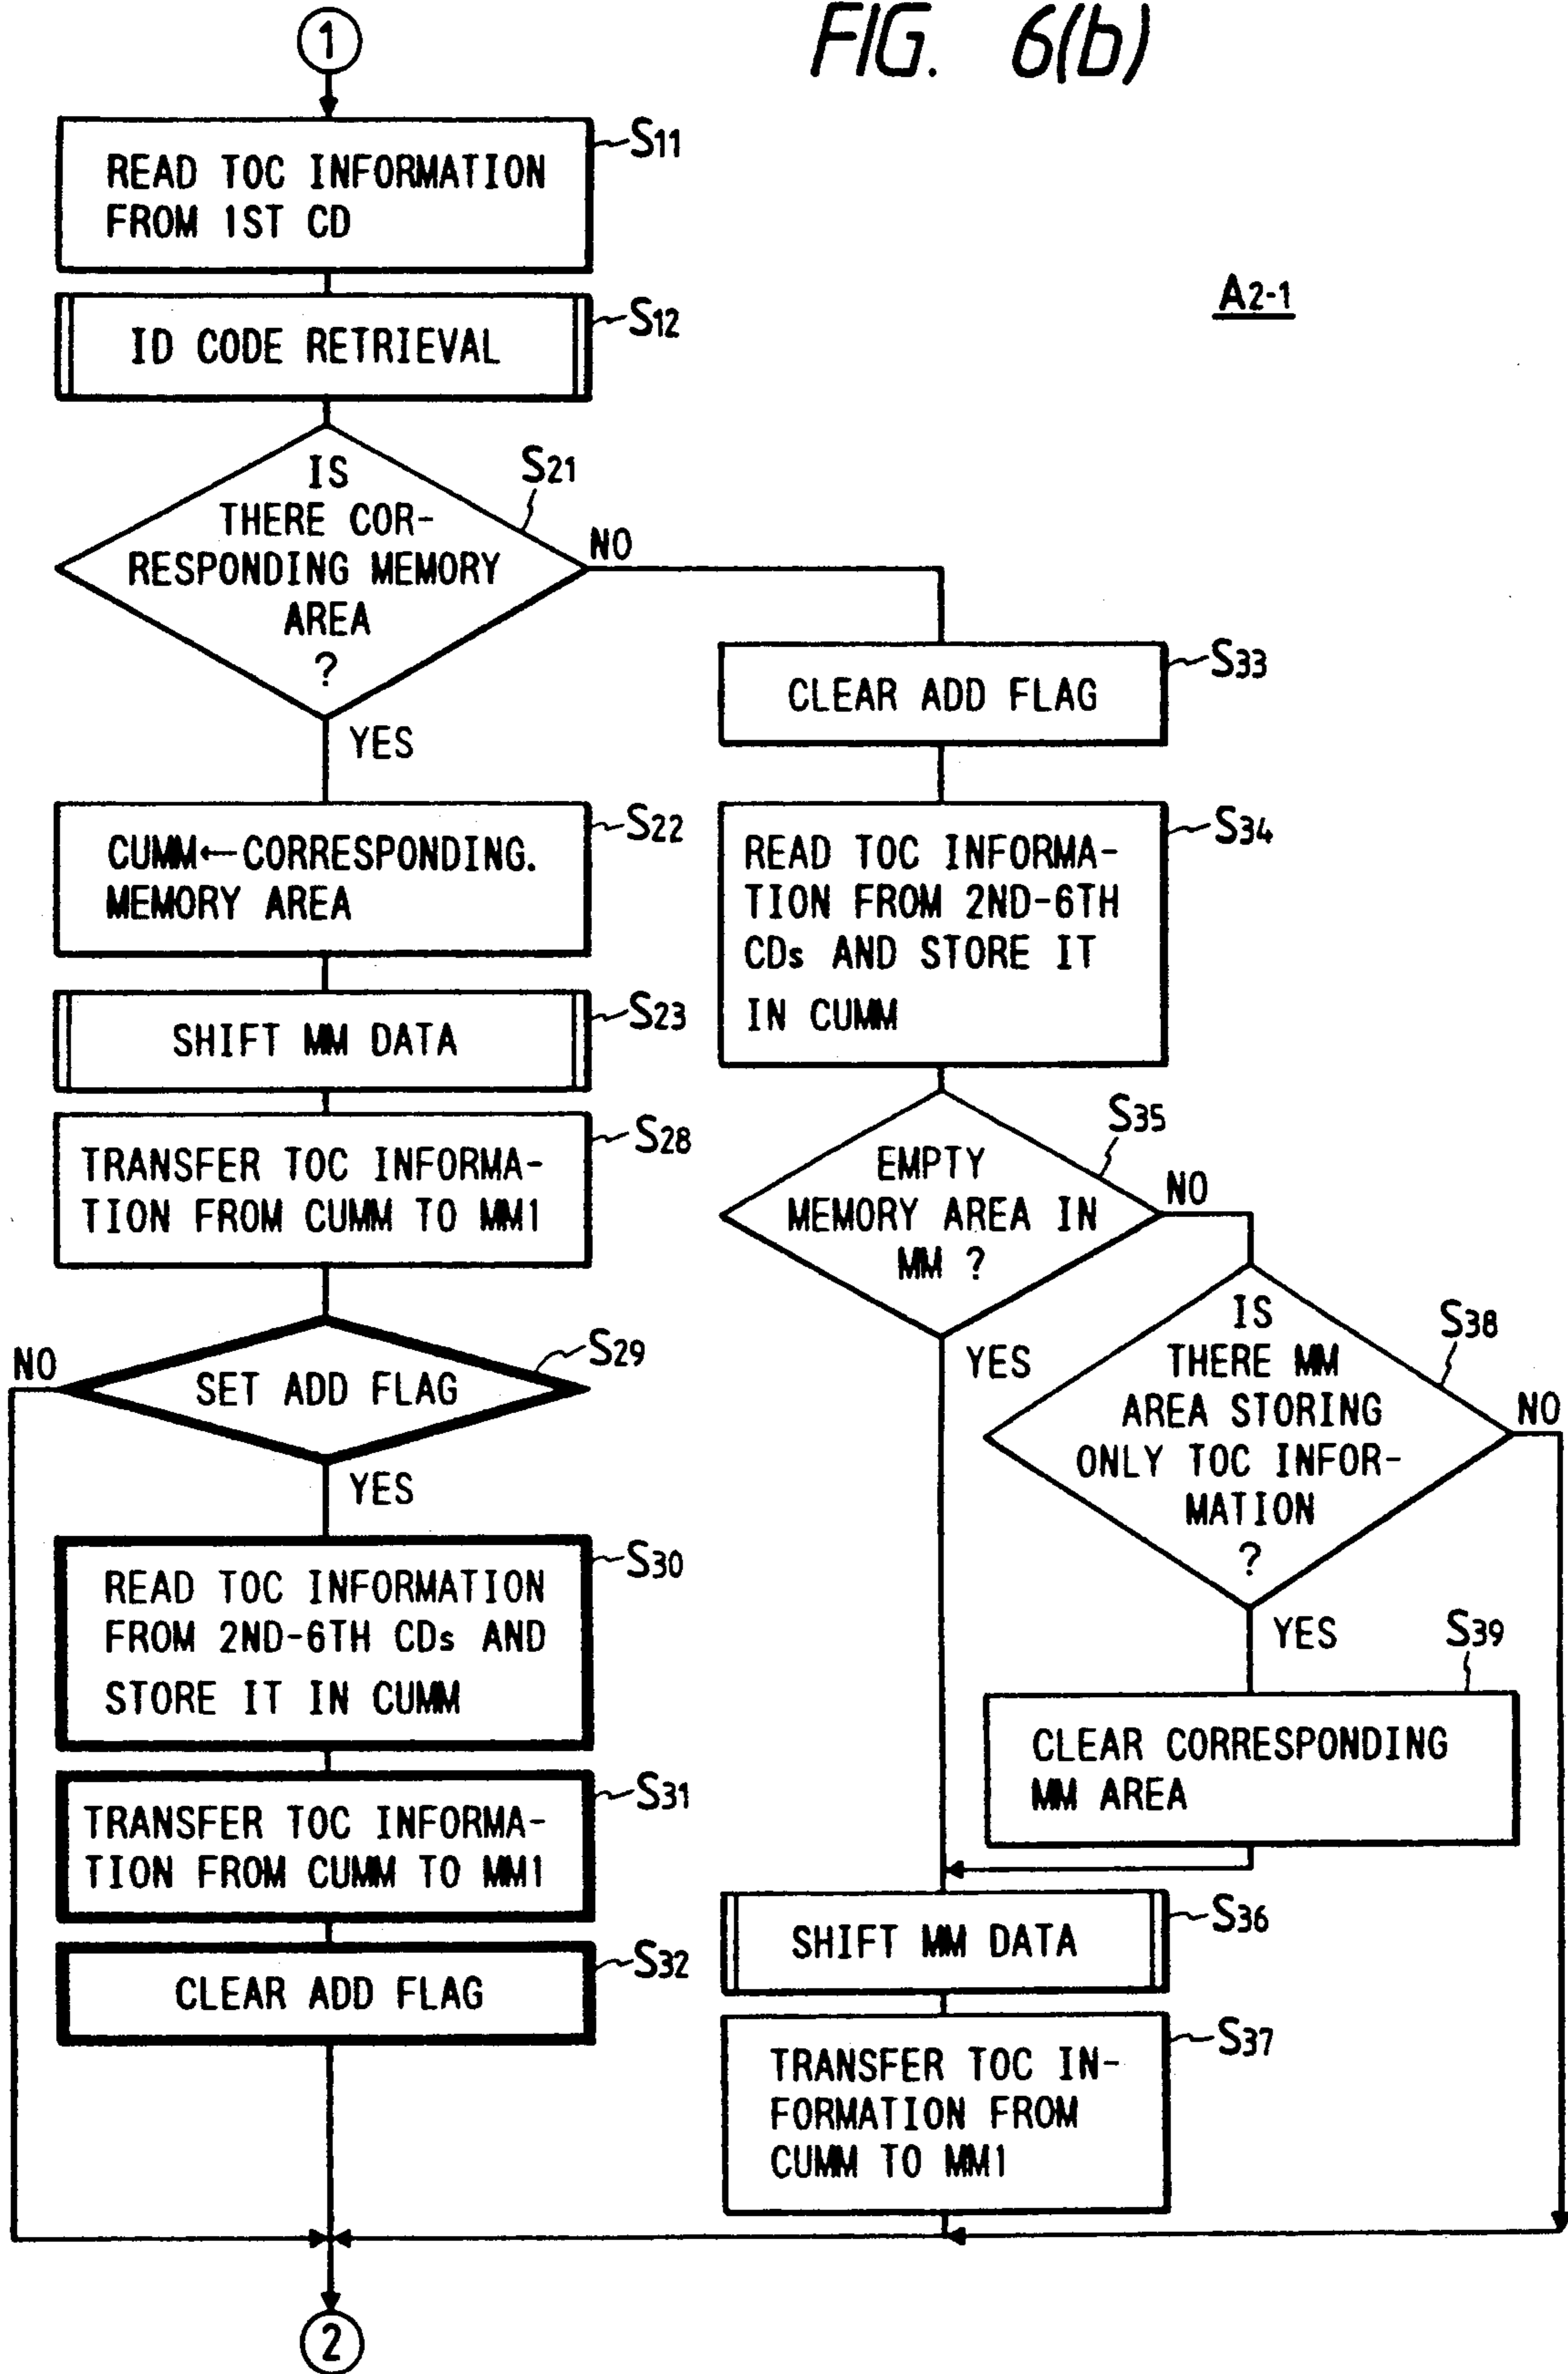 FIG. 6(b)
1
READ TOC INFORMATION
FROM 1ST CD
S11
A2-1
ID CODE RETRIEVAL
S12
IS
THERE COR-
RESPONDING MEMORY
AREA
?
S21
NO
YES
CUMM←CORRESPONDING.
MEMORY AREA
S22
SHIFT MM DATA
S23
TRANSFER TOC INFORMA-
TION FROM CUMM TO MM1
S28
SET ADD FLAG
S29
NO
YES
READ TOC INFORMATION
FROM 2ND-6TH CDs AND
STORE IT IN CUMM
S30
TRANSFER TOC INFORMA-
TION FROM CUMM TO MM1
S31
CLEAR ADD FLAG
S32
CLEAR ADD FLAG
S33
READ TOC INFORMA-
TION FROM 2ND-6TH
CDs AND STORE IT
IN CUMM
S34
EMPTY
MEMORY AREA IN
MM ?
S35
NO
YES
IS
THERE MM
AREA STORING
ONLY TOC INFOR-
MATION
?
S38
NO
YES
CLEAR CORRESPONDING
MM AREA
S39
SHIFT MM DATA
S36
TRANSFER TOC IN-
FORMATION FROM
CUMM TO MM1
S37
2